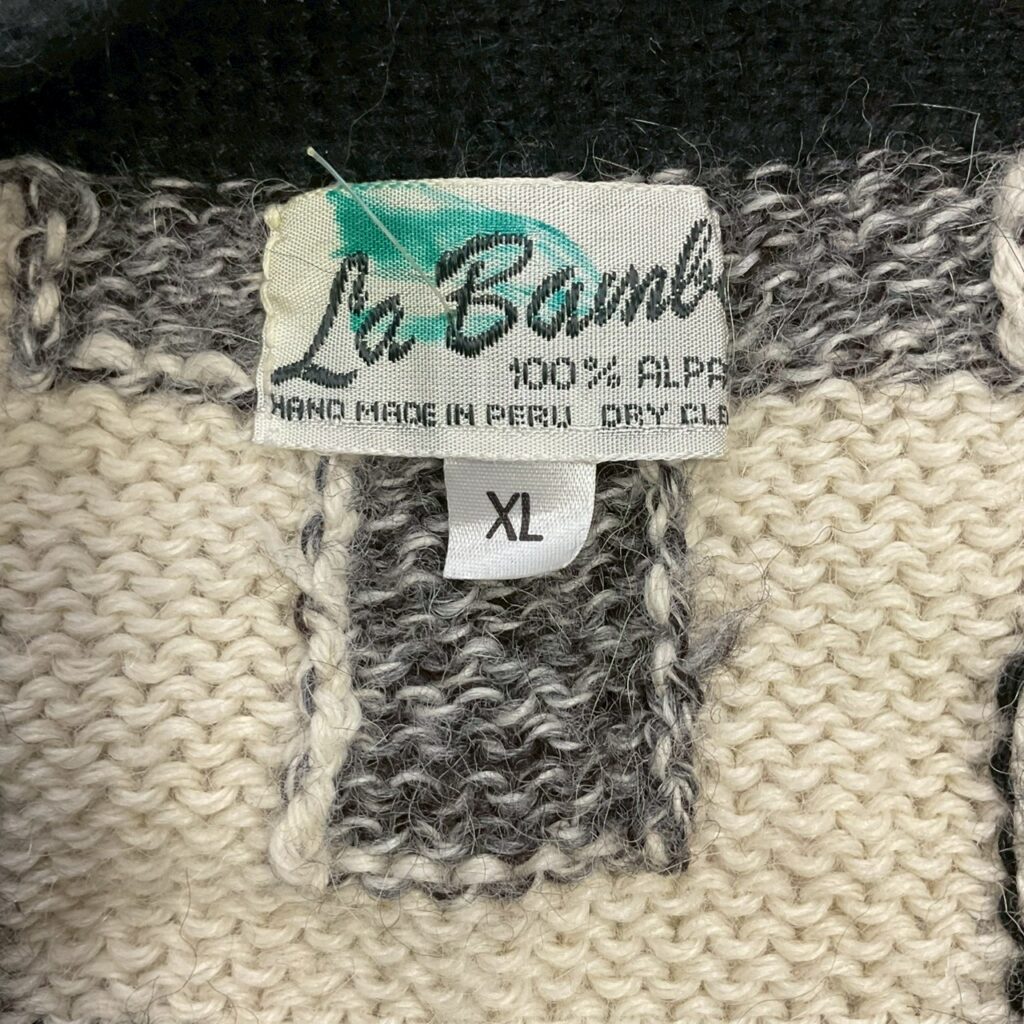 La Bamb
100% ALPA
HAND MADE IN PERU DRY CLE
XL